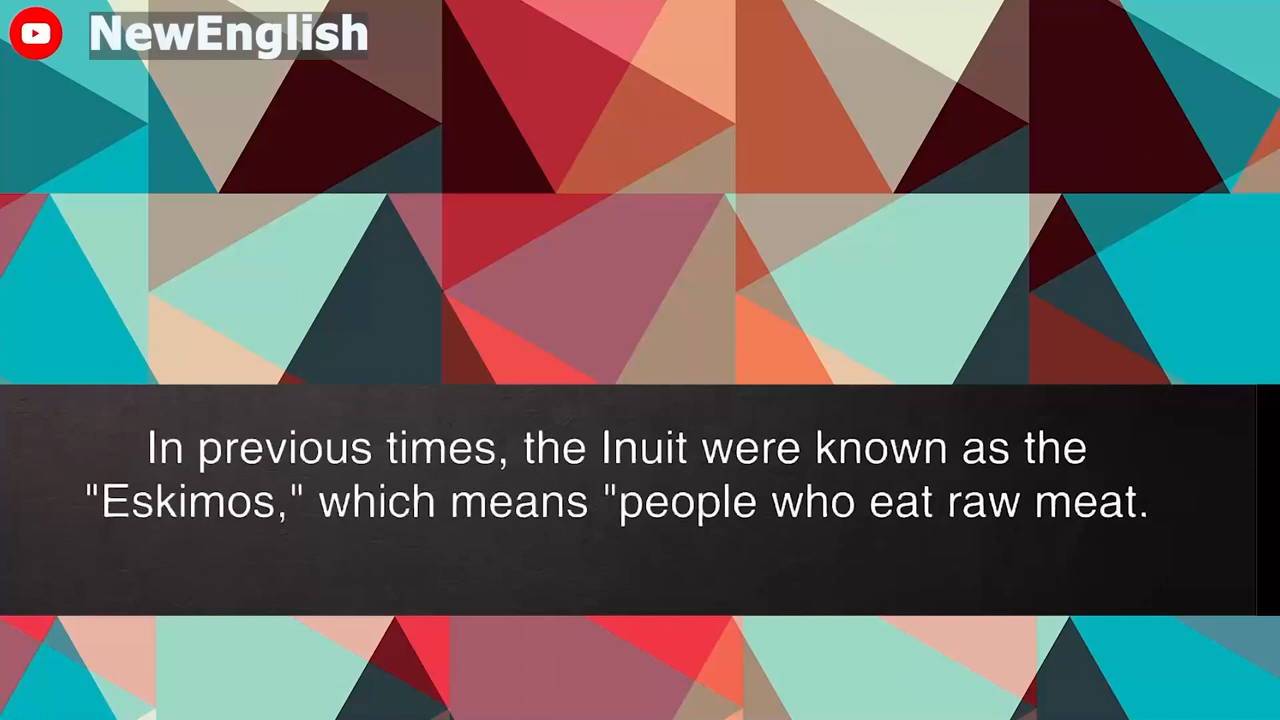 NewEnglish
In previous times, the Inuit were known as the
"Eskimos," which means "people who eat raw meat.